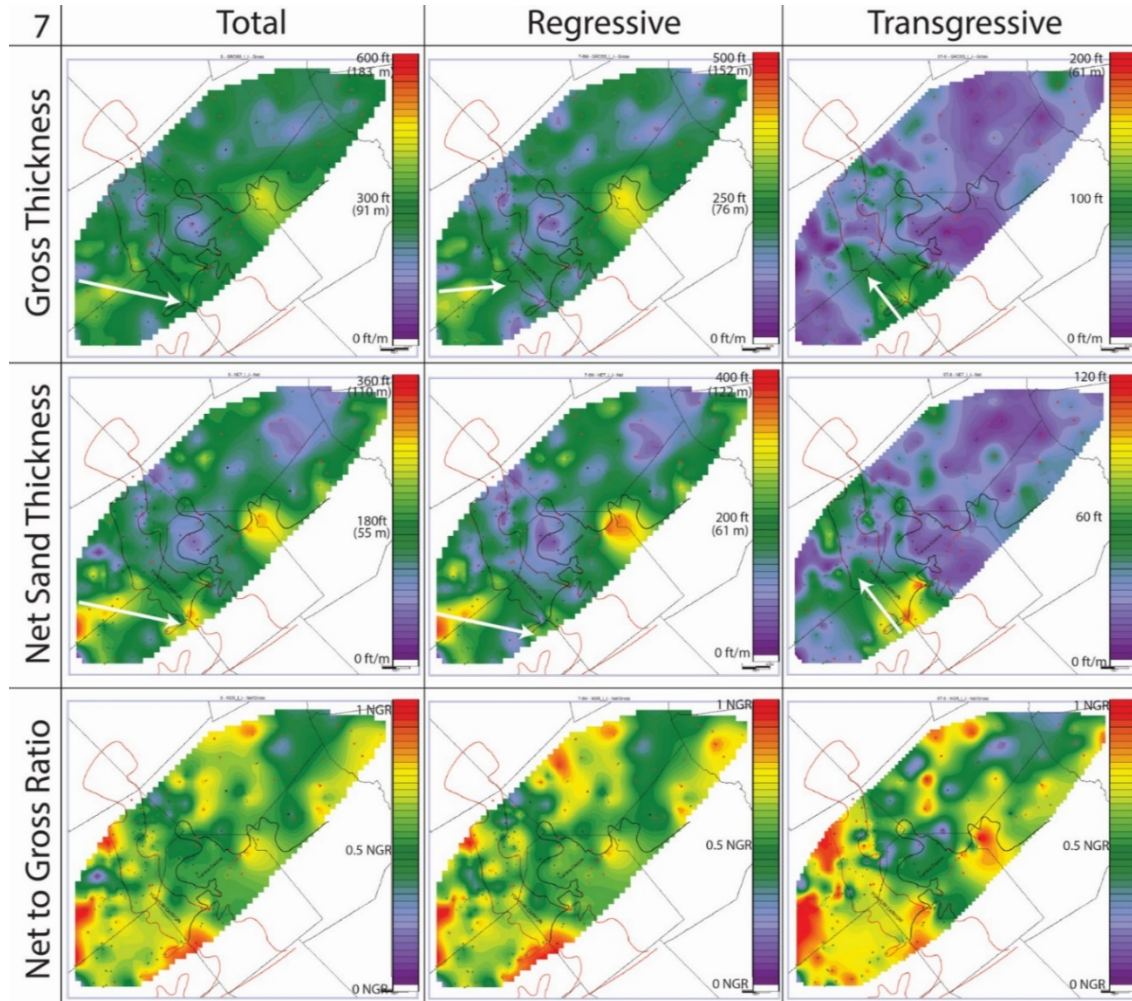 7
Total
Regressive
Transgressive
Gross Thickness
600 ft
(183 m)
300 ft
(91 m)
0 ft/m
500 ft
(152 m)
250 ft
(76 m)
0 ft/m
200 ft
(61 m)
100 ft
0 ft/m
Net Sand Thickness
360 ft
(110 m)
180ft
(55 m)
0 ft/m
400 ft
(122 m)
200 ft
(61 m)
0 ft/m
120 ft
60 ft
0 ft/m
Net to Gross Ratio
1 NGR
0.5 NGR
0 NGR
1 NGR
0.5 NGR
0 NGR
1 NGR
0.5 NGR
0 NGR